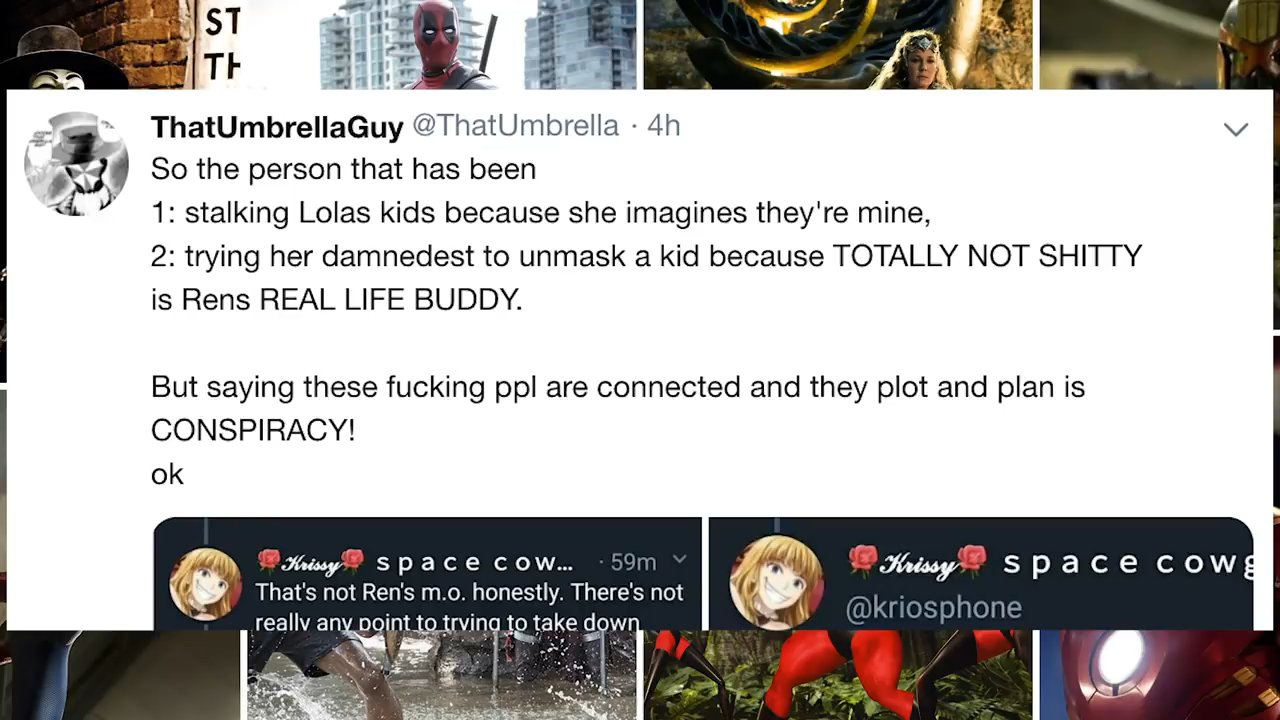 ST
TH
ThatUmbrellaGuy @ThatUmbrella · 4h
So the person that has been
1: stalking Lolas kids because she imagines they're mine,
2: trying her damnedest to unmask a kid because TOTALLY NOT SHITTY
is Rens REAL LIFE BUDDY.
But saying these fucking ppl are connected and they plot and plan is
CONSPIRACY!
ok
🌹𝓚𝓻𝓲𝓼𝓼𝔂🌹 s p a c e c o w... · 59m
That's not Ren's m.o. honestly. There's not
really any point to trying to take down
🌹𝓚𝓻𝓲𝓼𝓼𝔂🌹 s p a c e c o w g
@kriosphone